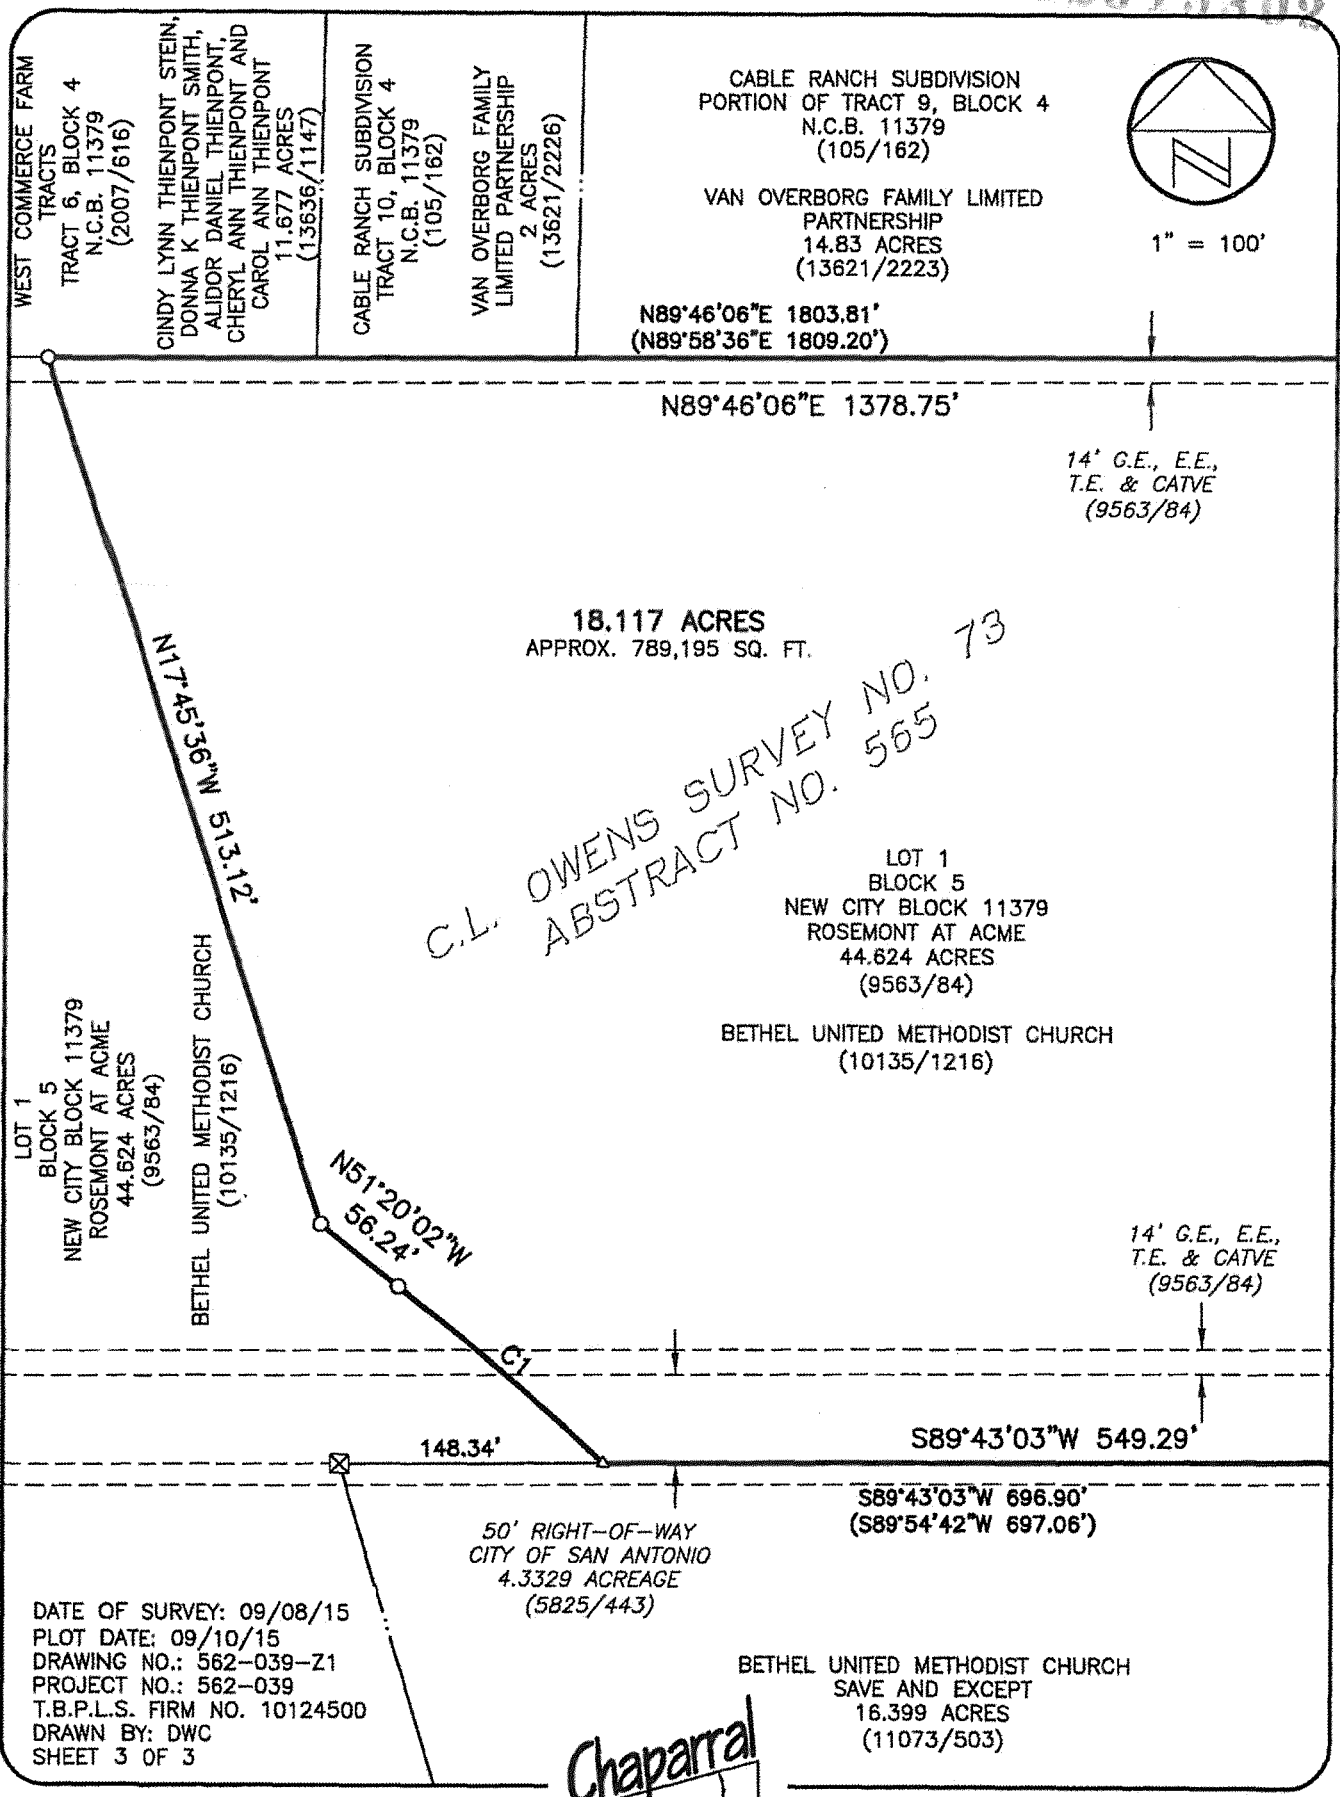 WEST COMMERCE FARM
TRACTS
TRACT 6, BLOCK 4
N.C.B. 11379
(2007/616)
CINDY LYNN THIENPONT STEIN,
DONNA K THIENPONT SMITH,
ALIDOR DANIEL THIENPONT,
CHERYL ANN THIENPONT AND
CAROL ANN THIENPONT
11.677 ACRES
(13636/1147)
CABLE RANCH SUBDIVISION
TRACT 10, BLOCK 4
N.C.B. 11379
(105/162)
VAN OVERBORG FAMILY
LIMITED PARTNERSHIP
2 ACRES
(13621/2226)
CABLE RANCH SUBDIVISION
PORTION OF TRACT 9, BLOCK 4
N.C.B. 11379
(105/162)
VAN OVERBORG FAMILY LIMITED
PARTNERSHIP
14.83 ACRES
(13621/2223)
N
1" = 100'
N89°46'06"E 1803.81'
(N89°58'36"E 1809.20')
N89°46'06"E 1378.75'
14' G.E., E.E.,
T.E. & CATVE
(9563/84)
18.117 ACRES
APPROX. 789,195 SQ. FT.
C.L. OWENS SURVEY NO. 73
ABSTRACT NO. 565
N17°45'36"W 513.12'
LOT 1
BLOCK 5
NEW CITY BLOCK 11379
ROSEMONT AT ACME
44.624 ACRES
(9563/84)
BETHEL UNITED METHODIST CHURCH
(10135/1216)
LOT 1
BLOCK 5
NEW CITY BLOCK 11379
ROSEMONT AT ACME
44.624 ACRES
(9563/84)
BETHEL UNITED METHODIST CHURCH
(10135/1216)
N51°20'02"W
56.24'
14' G.E., E.E.,
T.E. & CATVE
(9563/84)
C1
148.34'
S89°43'03"W 549.29'
S89°43'03"W 696.90'
(S89°54'42"W 697.06')
50' RIGHT-OF-WAY
CITY OF SAN ANTONIO
4.3329 ACREAGE
(5825/443)
DATE OF SURVEY: 09/08/15
PLOT DATE: 09/10/15
DRAWING NO.: 562-039-Z1
PROJECT NO.: 562-039
T.B.P.L.S. FIRM NO. 10124500
DRAWN BY: DWC
SHEET 3 OF 3
BETHEL UNITED METHODIST CHURCH
SAVE AND EXCEPT
16.399 ACRES
(11073/503)
Chaparral